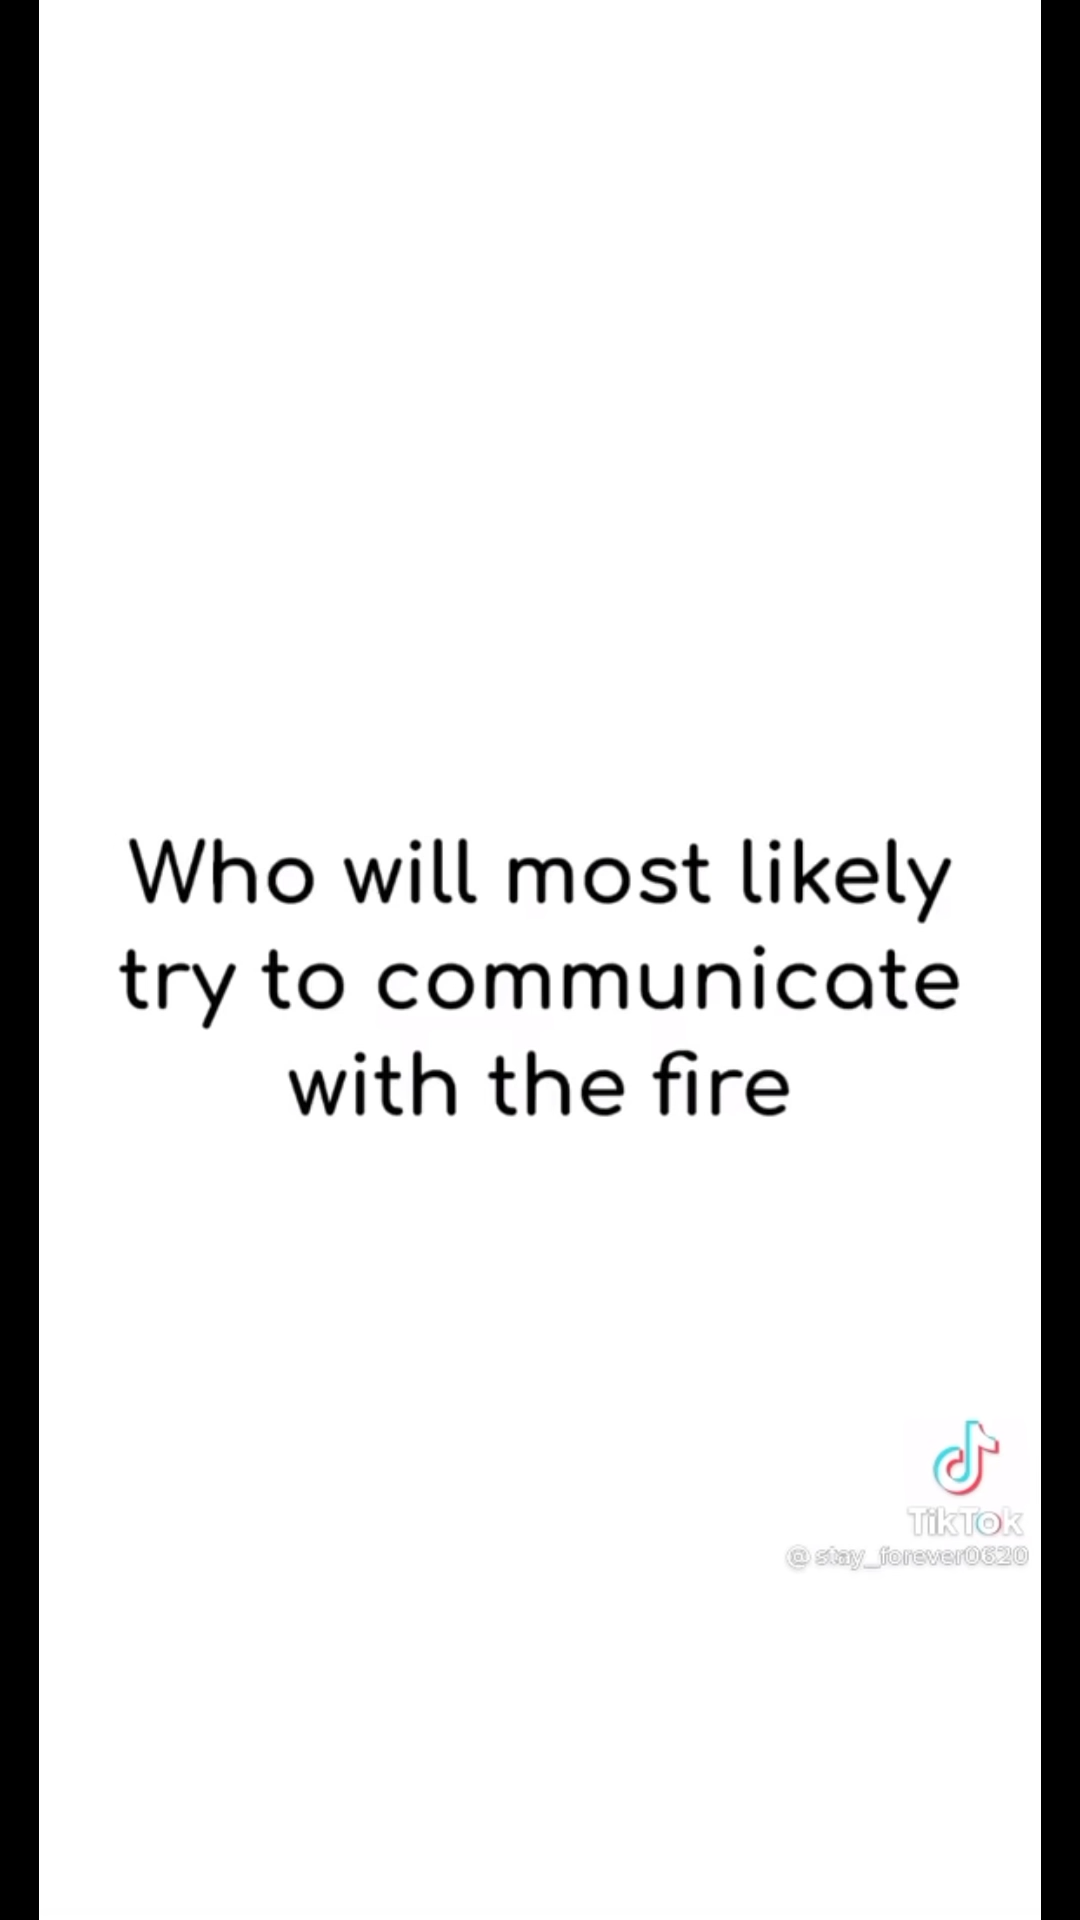 Who will most likely
try to communicate
with the fire
TikTok
@stay_forever0620